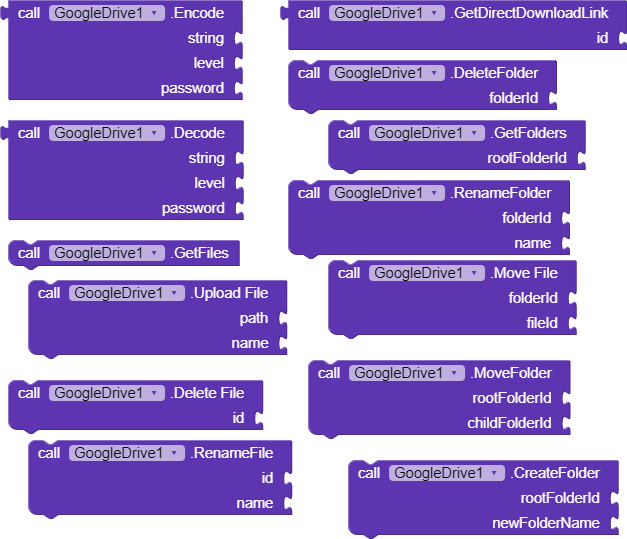 call GoogleDrive1 .Encode
string
level
password
call GoogleDrive1 .Decode
string
level
password
call GoogleDrive1 .GetFiles
call GoogleDrive1 .Upload File
path
name
call GoogleDrive1 .Delete File
id
call GoogleDrive1 .RenameFile
id
name
call GoogleDrive1 .GetDirectDownloadLink
id
call GoogleDrive1 .DeleteFolder
folderId
call GoogleDrive1 .GetFolders
rootFolderId
call GoogleDrive1 .RenameFolder
folderId
name
call GoogleDrive1 .Move File
folderId
fileId
call GoogleDrive1 .MoveFolder
rootFolderId
childFolderId
call GoogleDrive1 .CreateFolder
rootFolderId
newFolderName